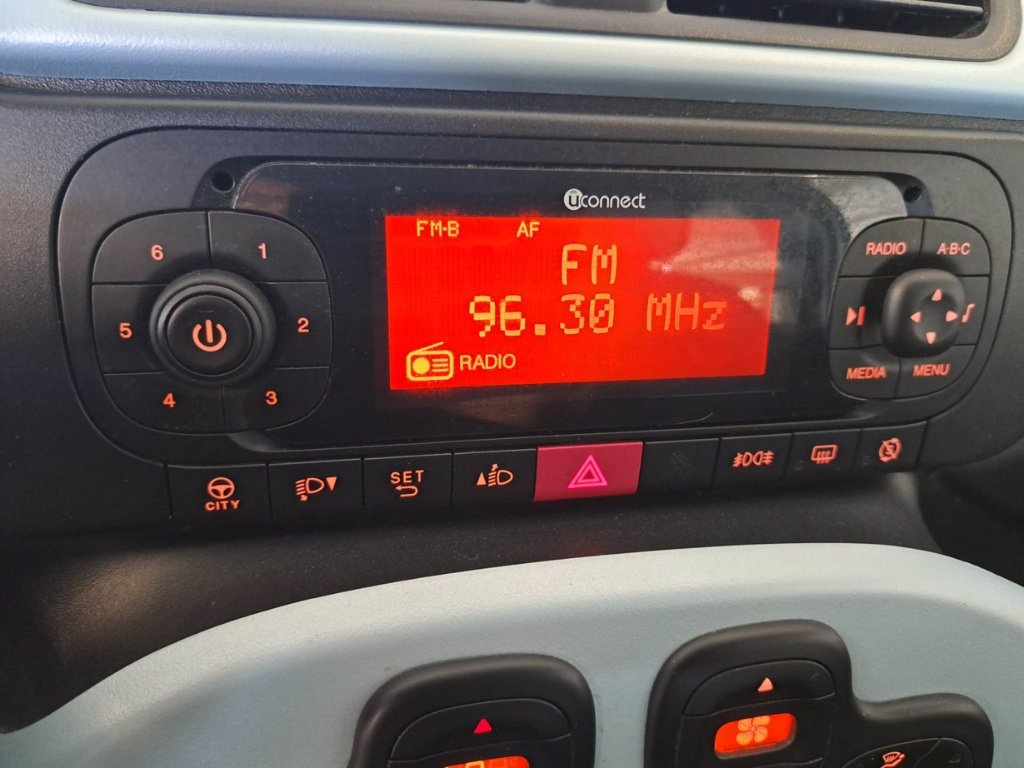 uconnect
FM-B AF
FM
96.30 MHz
RADIO
6 1
5 2
4 3
RADIO A·B·C
MEDIA MENU
CITY
SET